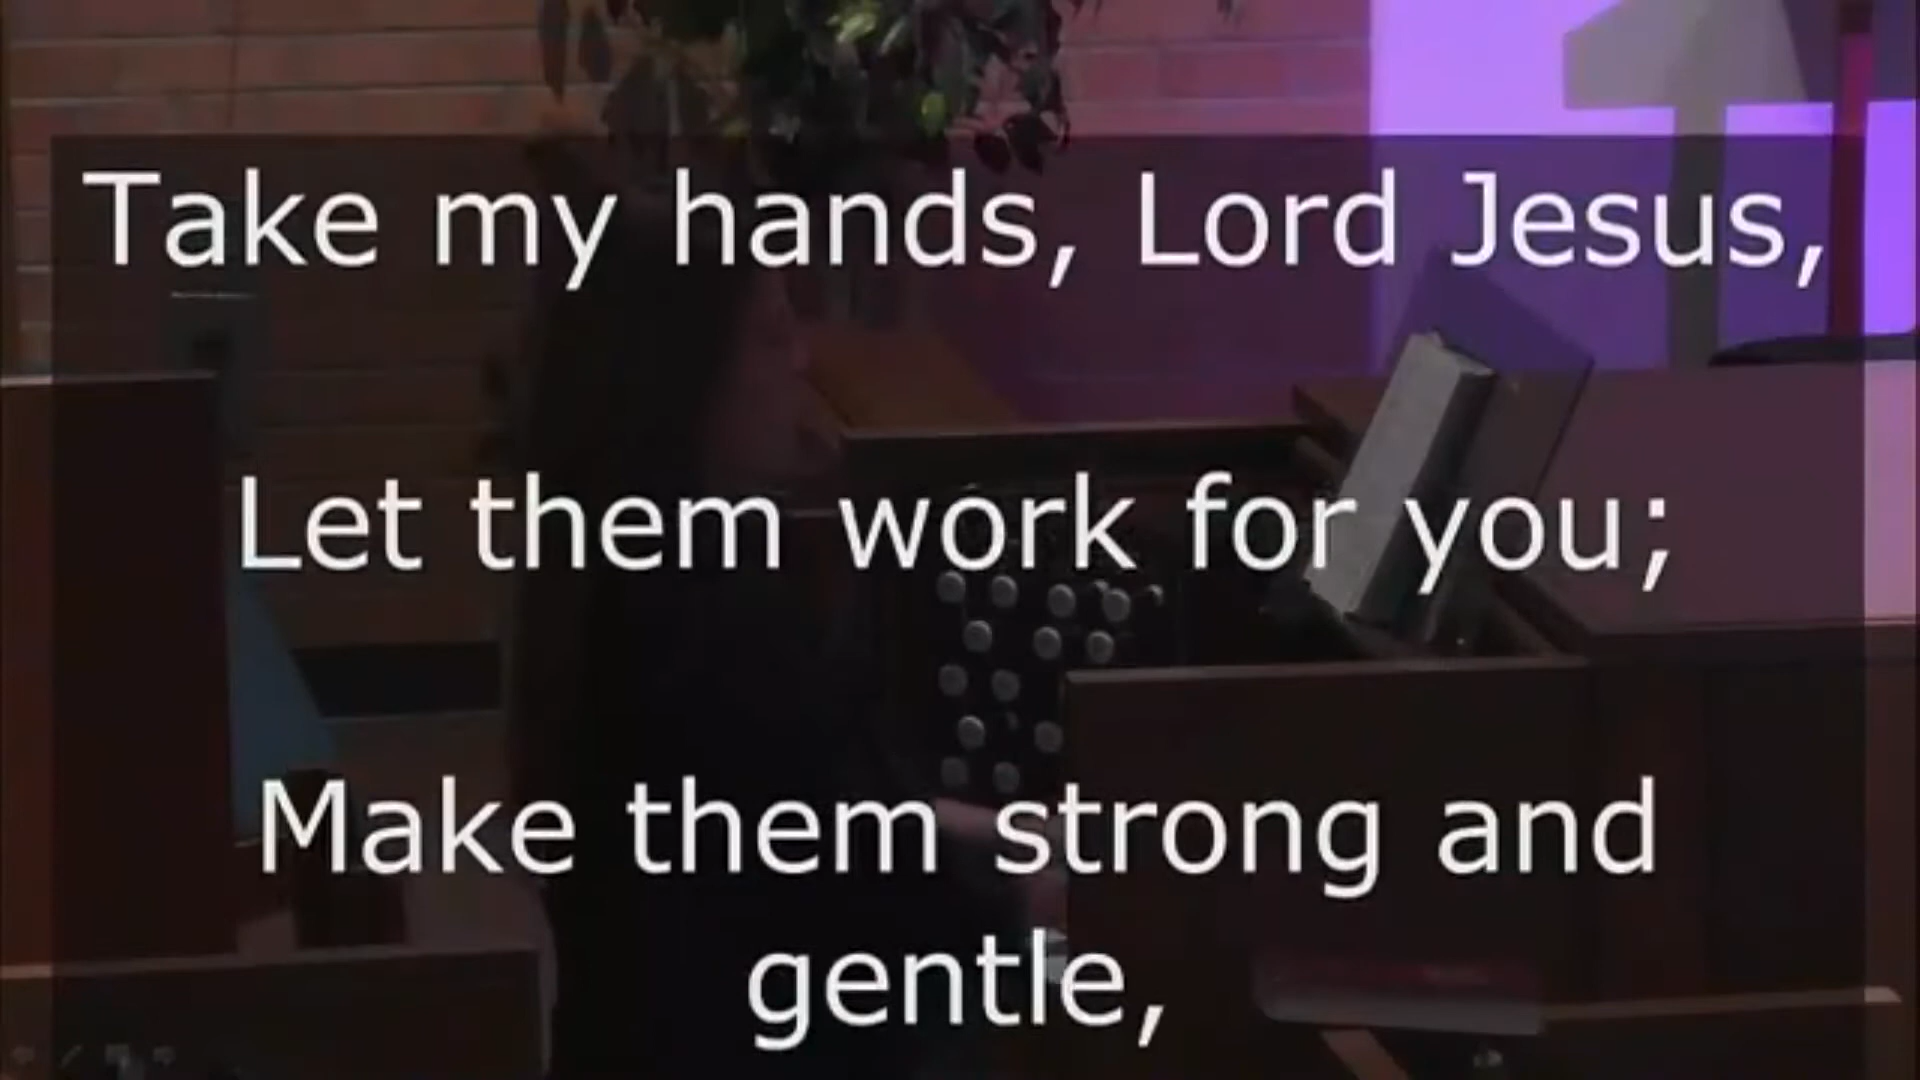 Take my hands, Lord Jesus,
Let them work for you;
Make them strong and
gentle,